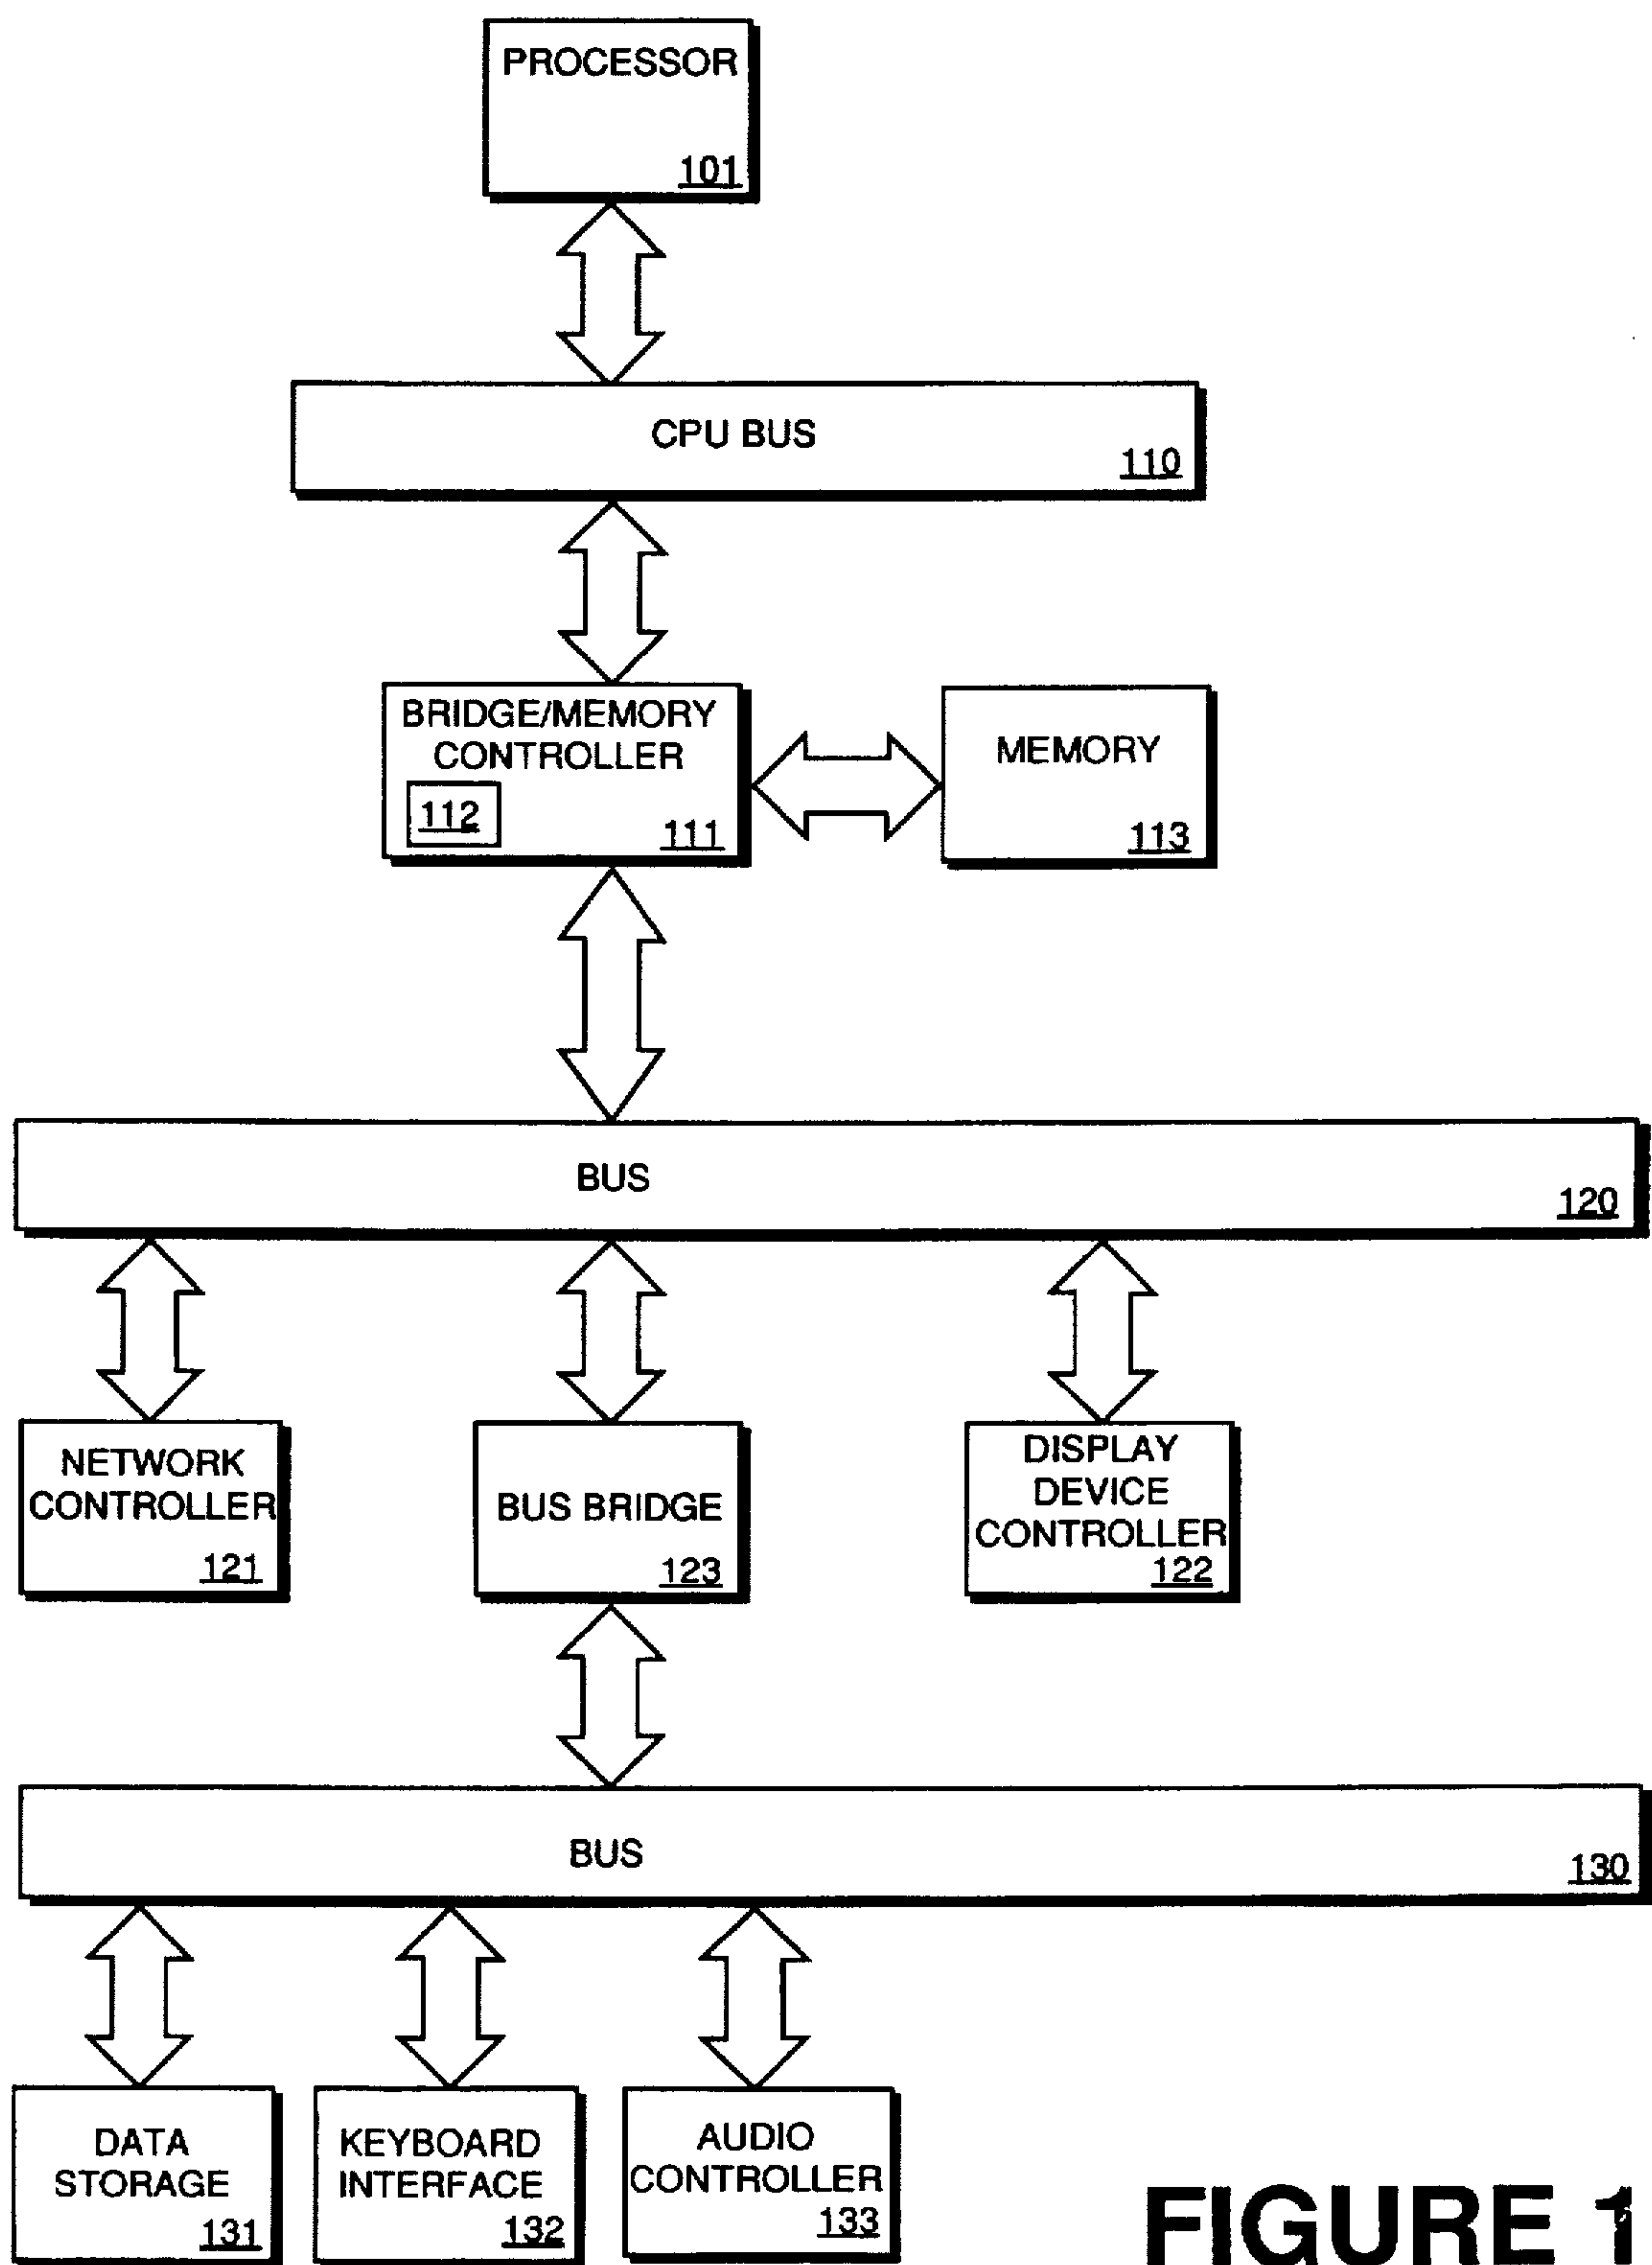 PROCESSOR
101
CPU BUS
110
BRIDGE/MEMORY
CONTROLLER
112
111
MEMORY
113
BUS
120
NETWORK
CONTROLLER
121
BUS BRIDGE
123
DISPLAY
DEVICE
CONTROLLER
122
BUS
130
DATA
STORAGE
131
KEYBOARD
INTERFACE
132
AUDIO
CONTROLLER
133
FIGURE 1